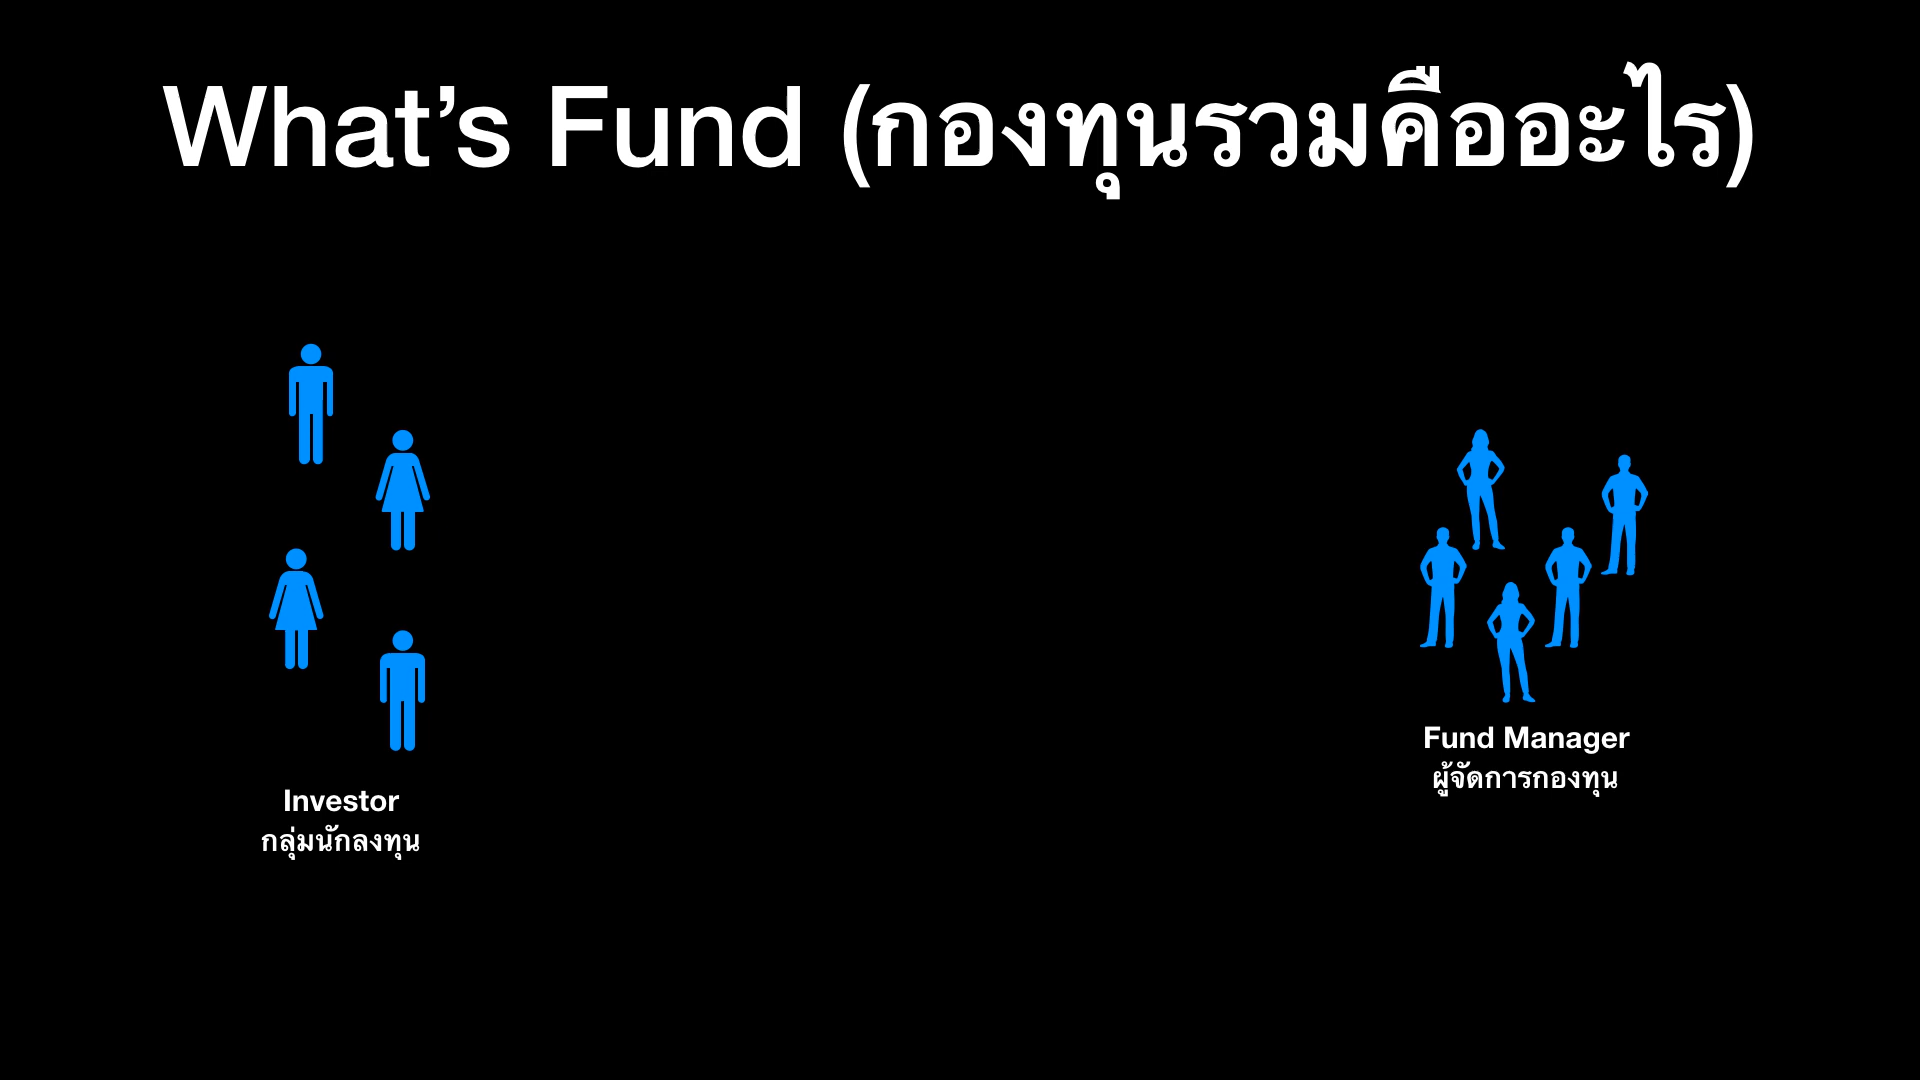 What’s Fund (กองทุนรวมคืออะไร)
Investor
กลุ่มนักลงทุน
Fund Manager
ผู้จัดการกองทุน